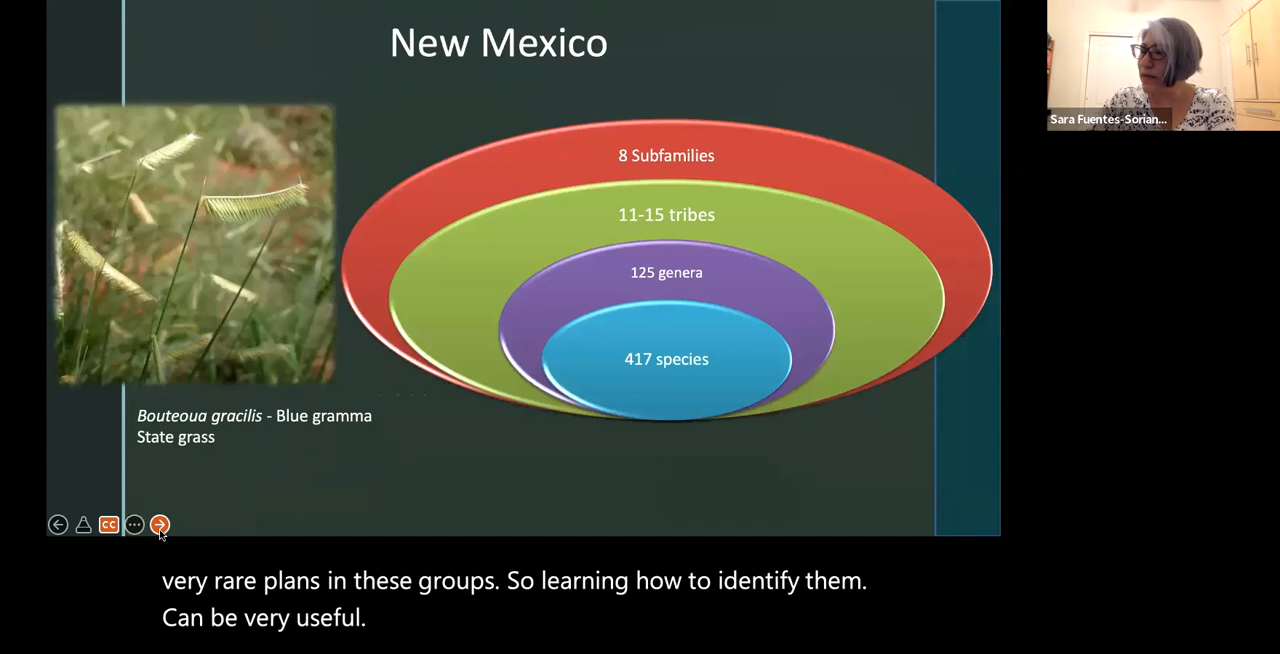 New Mexico
8 Subfamilies
11-15 tribes
125 genera
417 species
Bouteoua gracilis - Blue gramma
State grass
CC
Sara Fuentes-Sorian...
very rare plans in these groups. So learning how to identify them.
Can be very useful.